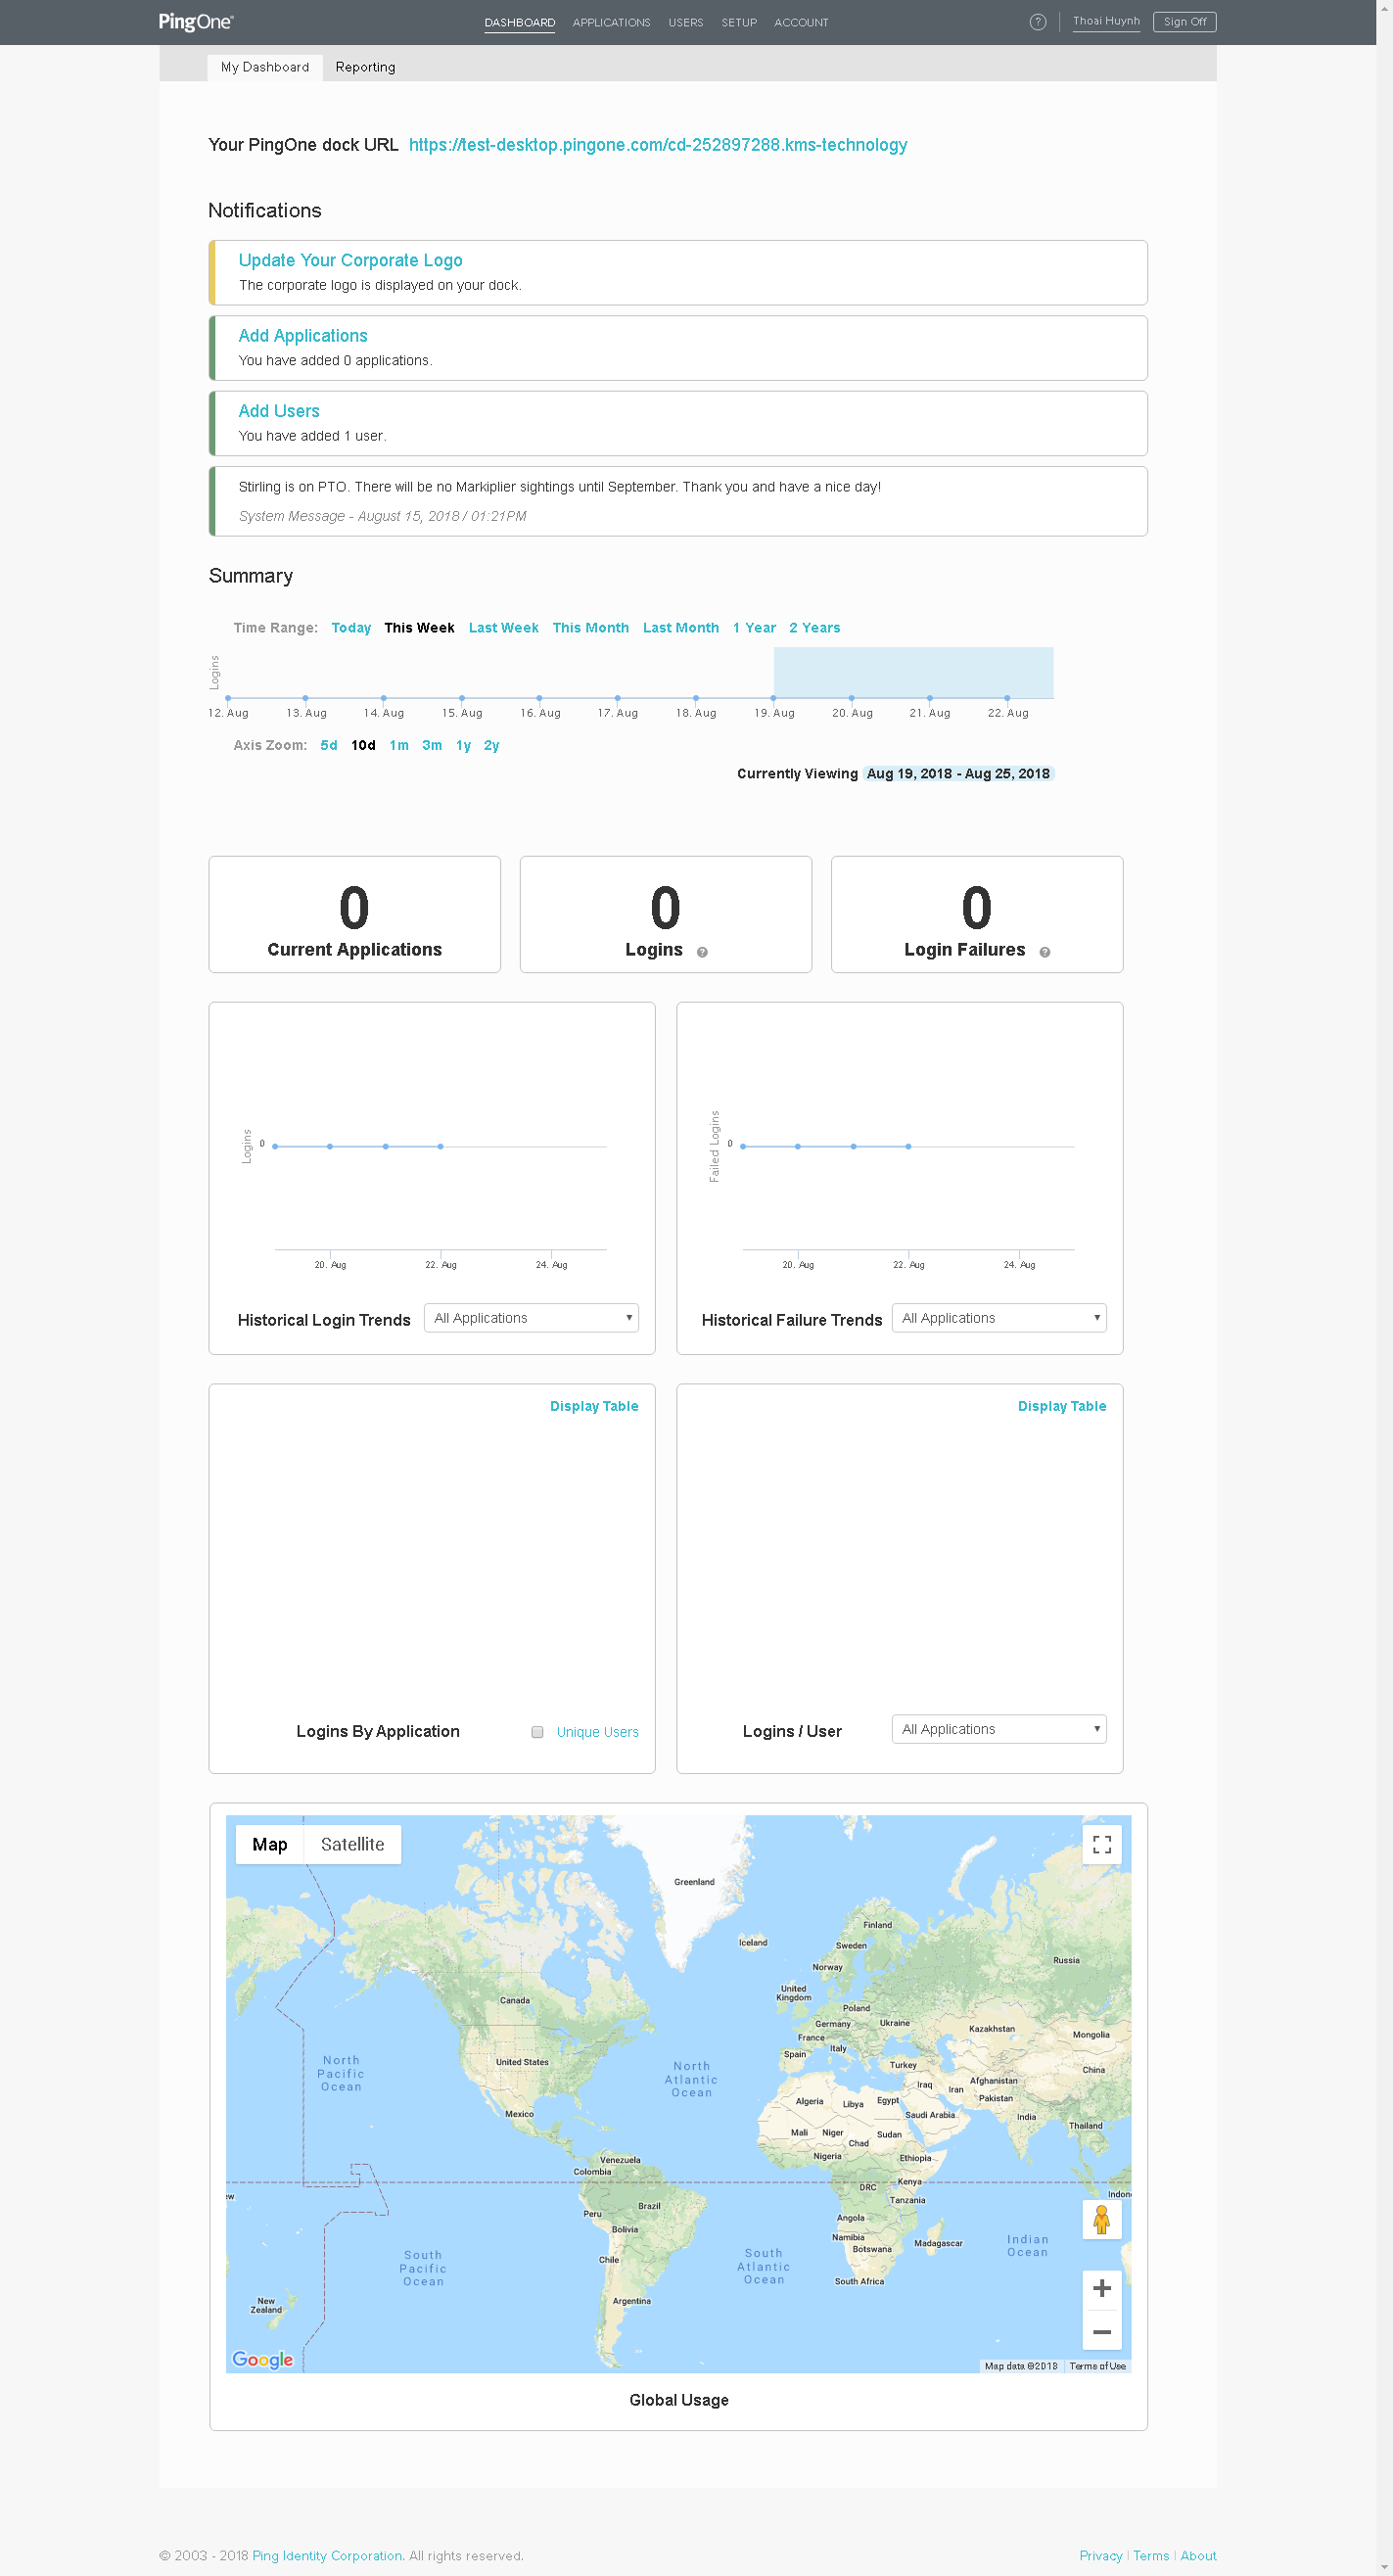 PingOne DASHBOARD APPLICATIONS USERS SETUP ACCOUNT ? Thoai Huynh Sign Off
My Dashboard Reporting
Your PingOne dock URL https://test-desktop.pingone.com/cd-252897288.kms-technology
Notifications
Update Your Corporate Logo
The corporate logo is displayed on your dock.
Add Applications
You have added 0 applications.
Add Users
You have added 1 user.
Stirling is on PTO. There will be no Markiplier sightings until September. Thank you and have a nice day!
System Message - August 15, 2018 / 01:21PM
Summary
Time Range: Today This Week Last Week This Month Last Month 1 Year 2 Years
Logins
12. Aug 13. Aug 14. Aug 15. Aug 16. Aug 17. Aug 18. Aug 19. Aug 20. Aug 21. Aug 22. Aug
Axis Zoom: 5d 10d 1m 3m 1y 2y
Currently Viewing Aug 19, 2018 - Aug 25, 2018
0
Current Applications
0
Logins ?
0
Login Failures ?
Logins
0
20. Aug 22. Aug 24. Aug
Historical Login Trends All Applications
Failed Logins
0
20. Aug 22. Aug 24. Aug
Historical Failure Trends All Applications
Display Table
Logins By Application Unique Users
Display Table
Logins / User All Applications
Map Satellite
Greenland
Iceland
Finland
Sweden
Norway
Russia
United
Kingdom
Canada
Poland
Germany
Ukraine
France
Kazakhstan
Mongolia
Spain
Italy
United States
Turkey
China
North
Pacific
Ocean
North
Atlantic
Ocean
Iraq
Iran
Afghanistan
Pakistan
Algeria
Libya
Egypt
Saudi Arabia
India
Mexico
Thailand
Mali
Niger
Chad
Sudan
Nigeria
Ethiopia
Venezuela
Colombia
DRC
Kenya
Tanzania
Indon
ew
Peru
Brazil
Bolivia
Angola
Namibia
Botswana
Madagascar
Indian
Ocean
South
Pacific
Ocean
South
Atlantic
Ocean
Chile
South Africa
Argentina
New
Zealand
Google
Map data ©2018 Terms of Use
Global Usage
© 2003 - 2018 Ping Identity Corporation. All rights reserved. Privacy | Terms | About